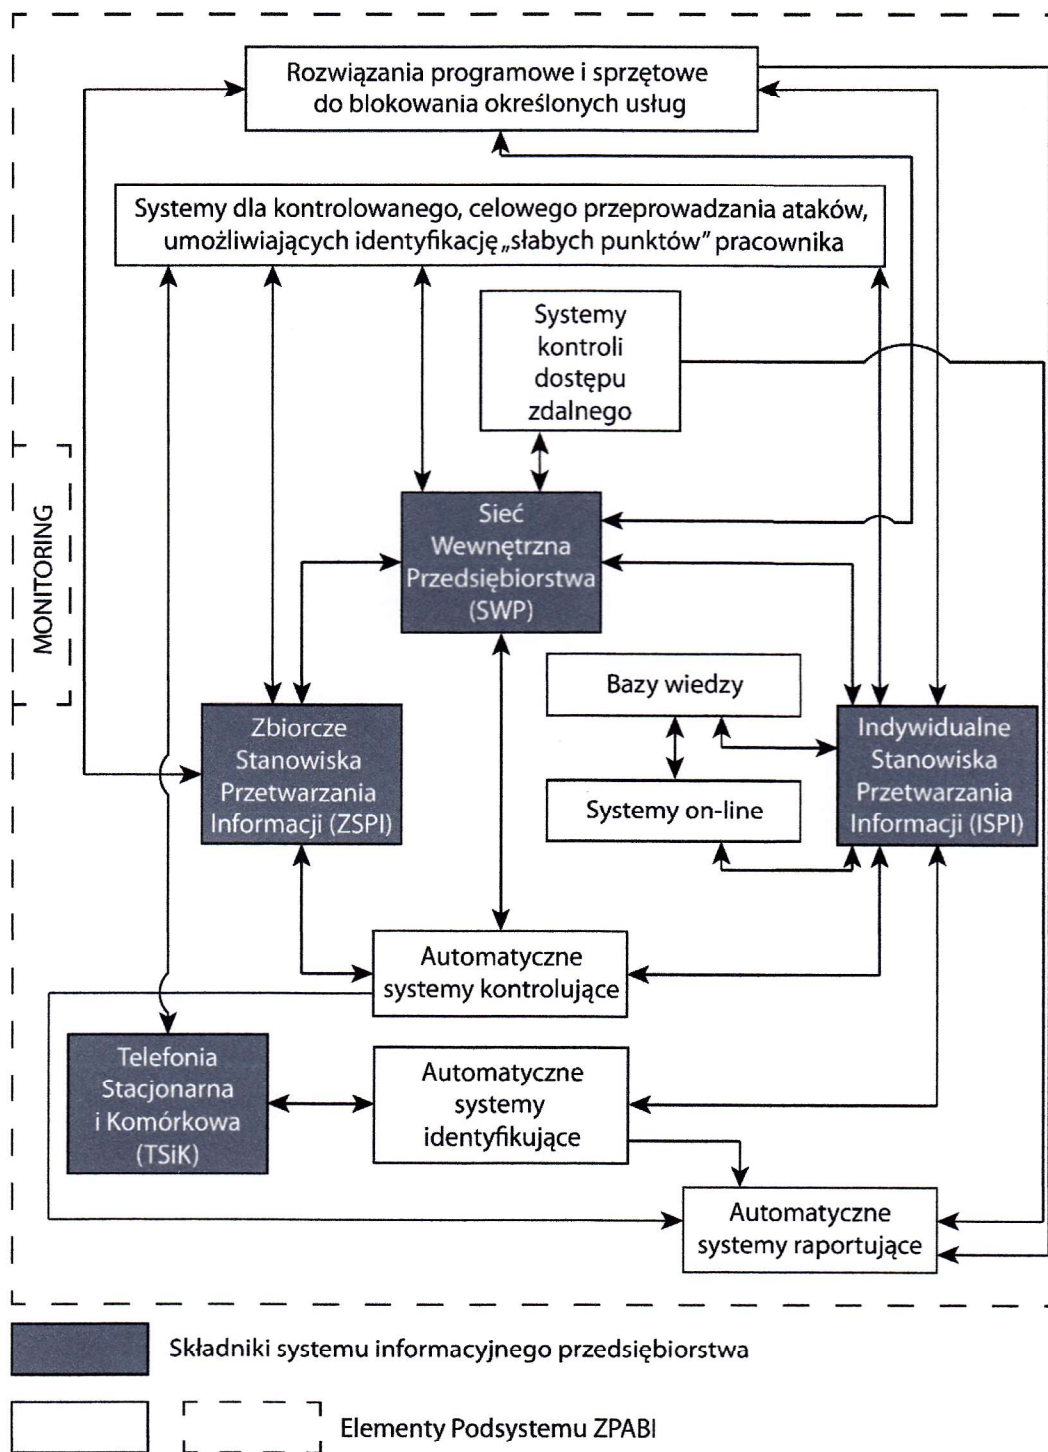 Rozwiązania programowe i sprzętowe
do blokowania określonych usług
Systemy dla kontrolowanego, celowego przeprowadzania ataków,
umożliwiających identyfikację „słabych punktów” pracownika
Systemy
kontroli
dostępu
zdalnego
MONITORING
Sieć
Wewnętrzna
Przedsiębiorstwa
(SWP)
Bazy wiedzy
Zbiorcze
Stanowiska
Przetwarzania
Informacji (ZSPI)
Indywidualne
Stanowiska
Przetwarzania
Informacji (ISPI)
Systemy on-line
Automatyczne
systemy kontrolujące
Telefonia
Stacjonarna
i Komórkowa
(TSiK)
Automatyczne
systemy
identyfikujące
Automatyczne
systemy raportujące
Składniki systemu informacyjnego przedsiębiorstwa
Elementy Podsystemu ZPABI